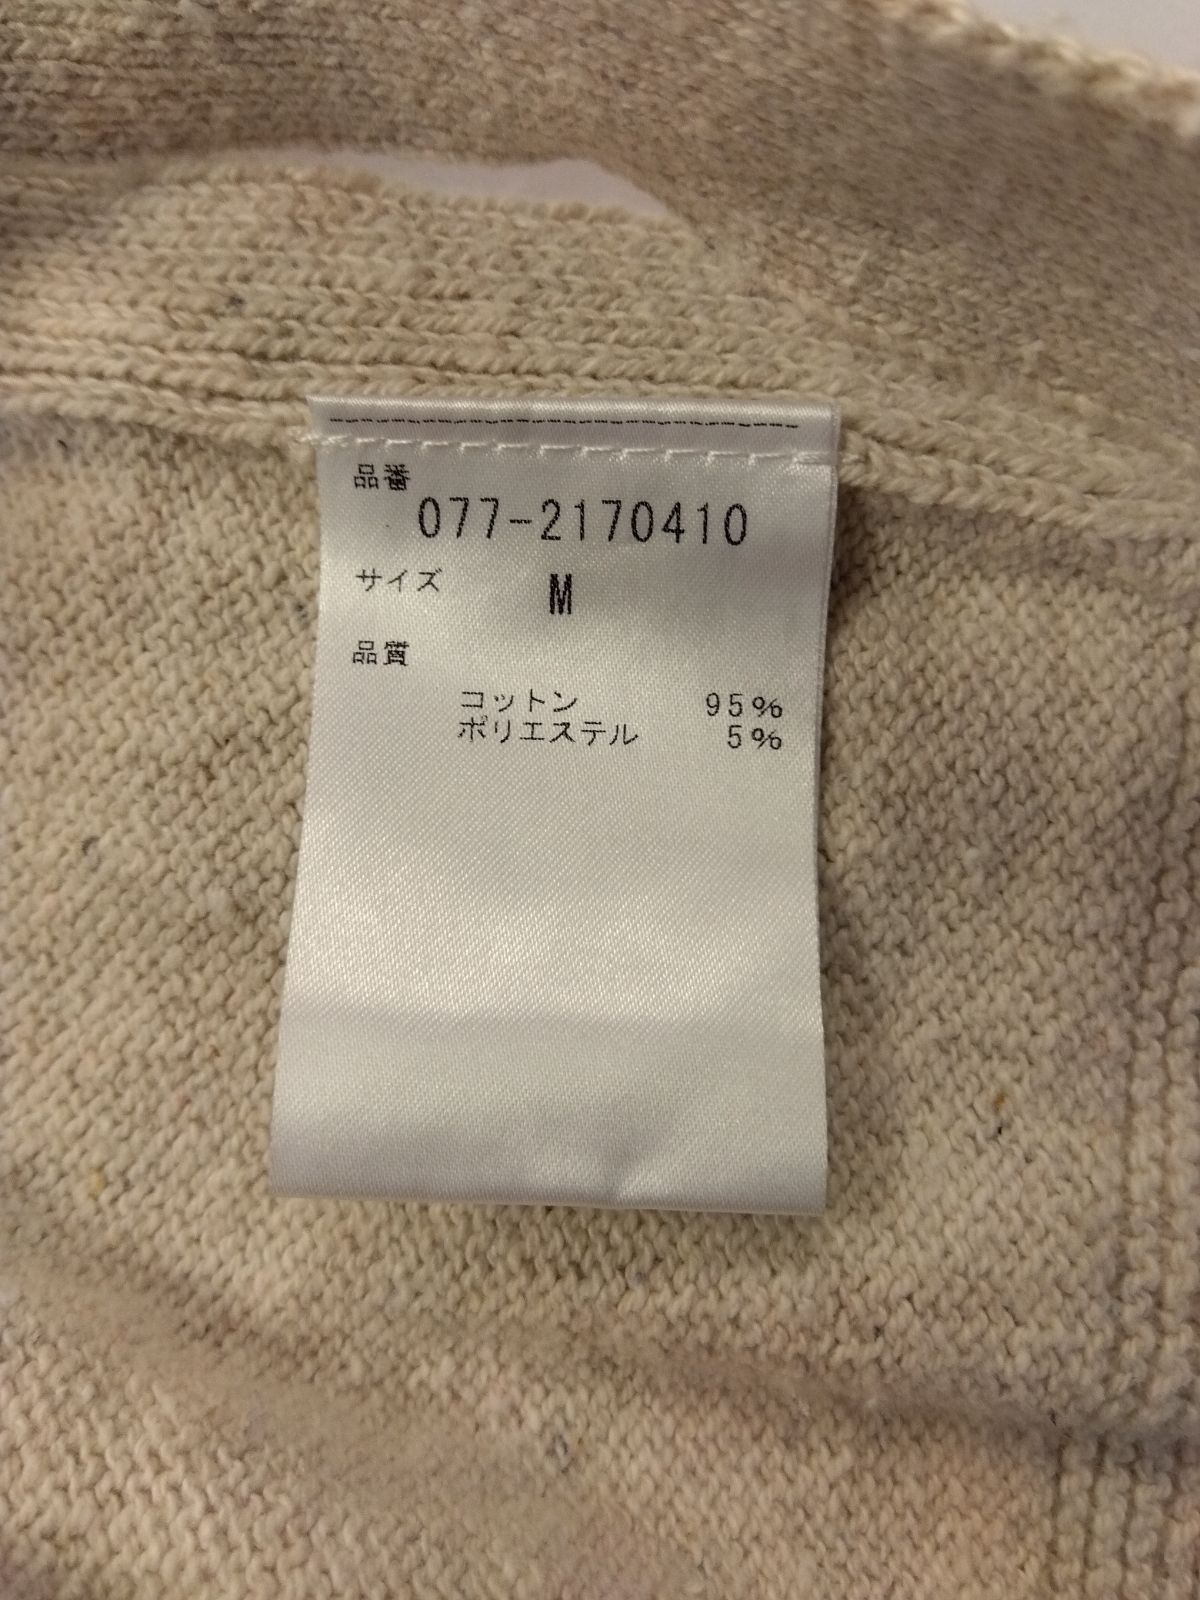 品番
077-2170410
サイズ M
品質
コットン 95%
ポリエステル 5%